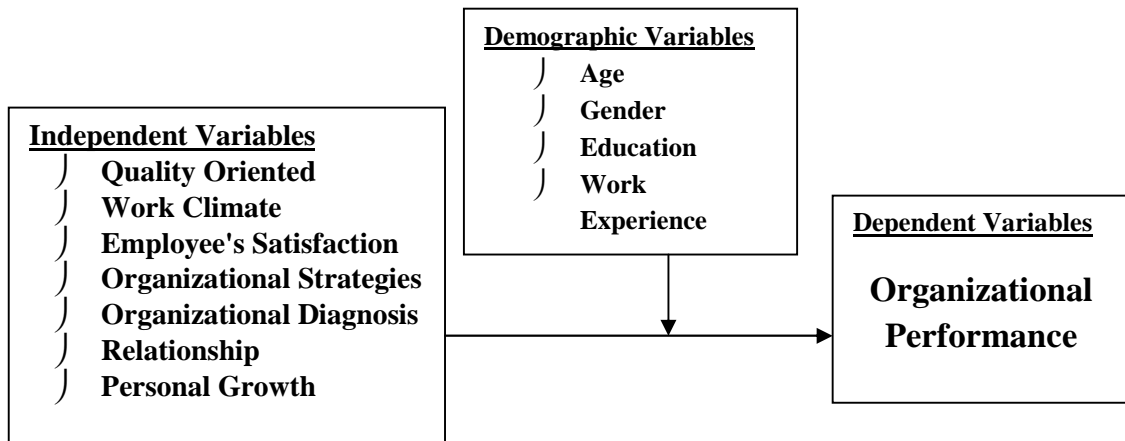 Demographic Variables
Age
Gender
Education
Work
Experience
Independent Variables
Quality Oriented
Work Climate
Employee's Satisfaction
Organizational Strategies
Organizational Diagnosis
Relationship
Personal Growth
Dependent Variables
Organizational
Performance